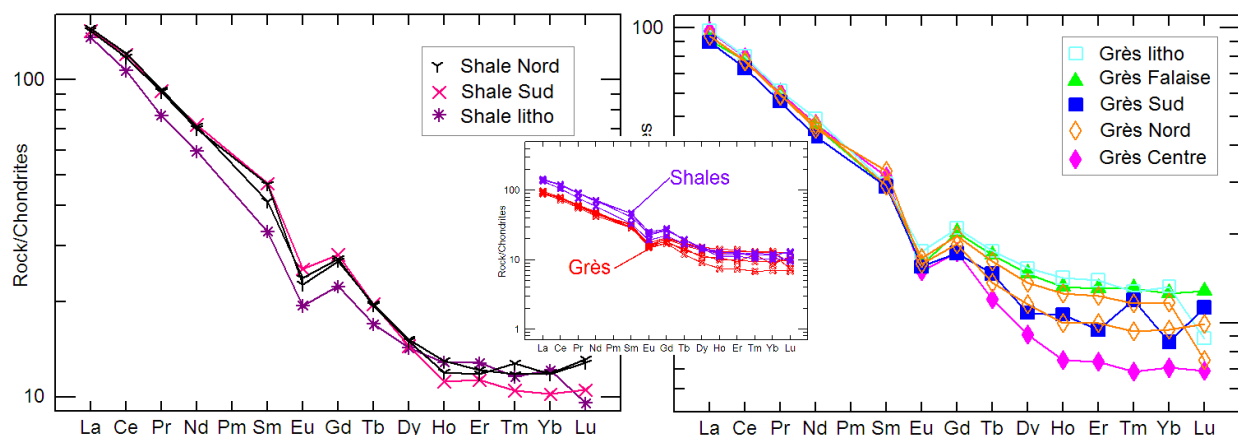 100
10
Rock/Chondrites
Shale Nord
Shale Sud
Shale litho
La Ce Pr Nd Pm Sm Eu Gd Tb Dy Ho Er Tm Yb Lu
100
10
1
Rock/Chondrites
Shales
Grès
La Ce Pr Nd Pm Sm Eu Gd Tb Dy Ho Er Tm Yb Lu
100
Grès litho
Grès Falaise
Grès Sud
Grès Nord
Grès Centre
La Ce Pr Nd Pm Sm Eu Gd Tb Dy Ho Er Tm Yb Lu